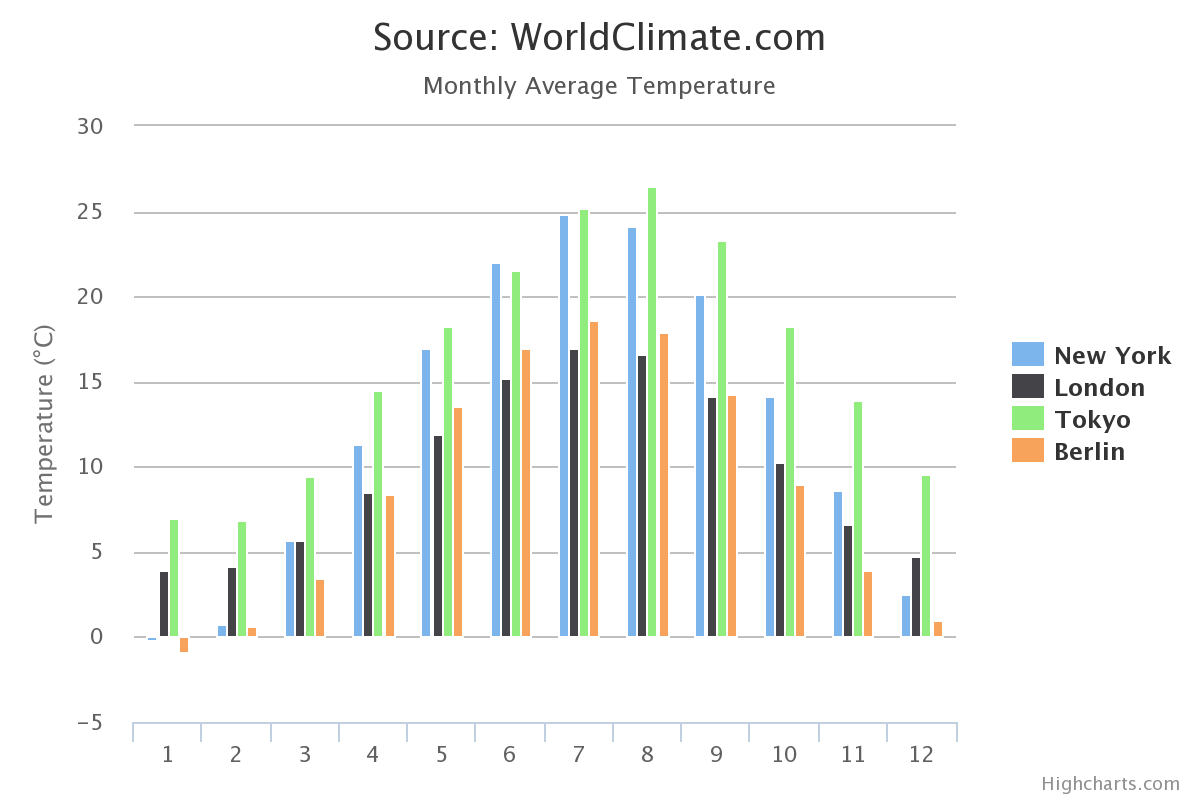 Source: WorldClimate.com
Monthly Average Temperature
Temperature (°C)
30
25
20
15
10
5
0
−5
1 2 3 4 5 6 7 8 9 10 11 12
New York
London
Tokyo
Berlin
Highcharts.com